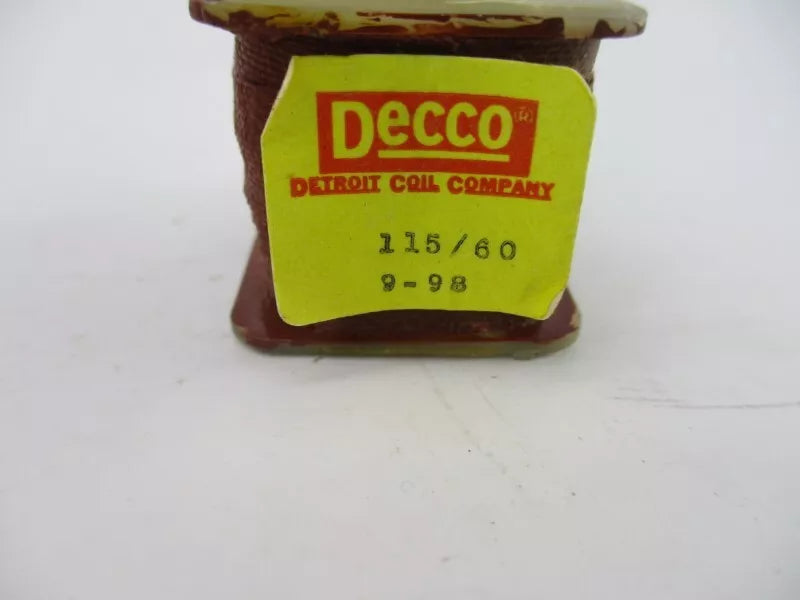 Decco®
DETROIT COIL COMPANY
115/60
9-98